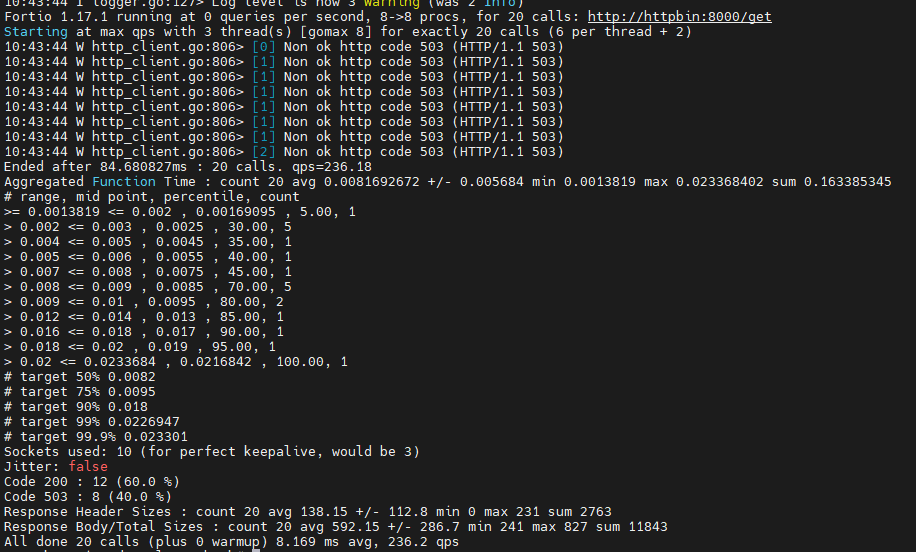 10:43:44 I logger.go:127> Log level is now 3 Warning (was 2 Info)
Fortio 1.17.1 running at 0 queries per second, 8->8 procs, for 20 calls: http://httpbin:8000/get
Starting at max qps with 3 thread(s) [gomax 8] for exactly 20 calls (6 per thread + 2)
10:43:44 W http_client.go:806> [0] Non ok http code 503 (HTTP/1.1 503)
10:43:44 W http_client.go:806> [1] Non ok http code 503 (HTTP/1.1 503)
10:43:44 W http_client.go:806> [1] Non ok http code 503 (HTTP/1.1 503)
10:43:44 W http_client.go:806> [1] Non ok http code 503 (HTTP/1.1 503)
10:43:44 W http_client.go:806> [1] Non ok http code 503 (HTTP/1.1 503)
10:43:44 W http_client.go:806> [1] Non ok http code 503 (HTTP/1.1 503)
10:43:44 W http_client.go:806> [1] Non ok http code 503 (HTTP/1.1 503)
10:43:44 W http_client.go:806> [2] Non ok http code 503 (HTTP/1.1 503)
Ended after 84.680827ms : 20 calls. qps=236.18
Aggregated Function Time : count 20 avg 0.0081692672 +/- 0.005684 min 0.0013819 max 0.023368402 sum 0.163385345
# range, mid point, percentile, count
>= 0.0013819 <= 0.002 , 0.00169095 , 5.00, 1
> 0.002 <= 0.003 , 0.0025 , 30.00, 5
> 0.004 <= 0.005 , 0.0045 , 35.00, 1
> 0.005 <= 0.006 , 0.0055 , 40.00, 1
> 0.007 <= 0.008 , 0.0075 , 45.00, 1
> 0.008 <= 0.009 , 0.0085 , 70.00, 5
> 0.009 <= 0.01 , 0.0095 , 80.00, 2
> 0.012 <= 0.014 , 0.013 , 85.00, 1
> 0.016 <= 0.018 , 0.017 , 90.00, 1
> 0.018 <= 0.02 , 0.019 , 95.00, 1
> 0.02 <= 0.0233684 , 0.0216842 , 100.00, 1
# target 50% 0.0082
# target 75% 0.0095
# target 90% 0.018
# target 99% 0.0226947
# target 99.9% 0.023301
Sockets used: 10 (for perfect keepalive, would be 3)
Jitter: false
Code 200 : 12 (60.0 %)
Code 503 : 8 (40.0 %)
Response Header Sizes : count 20 avg 138.15 +/- 112.8 min 0 max 231 sum 2763
Response Body/Total Sizes : count 20 avg 592.15 +/- 286.7 min 241 max 827 sum 11843
All done 20 calls (plus 0 warmup) 8.169 ms avg, 236.2 qps